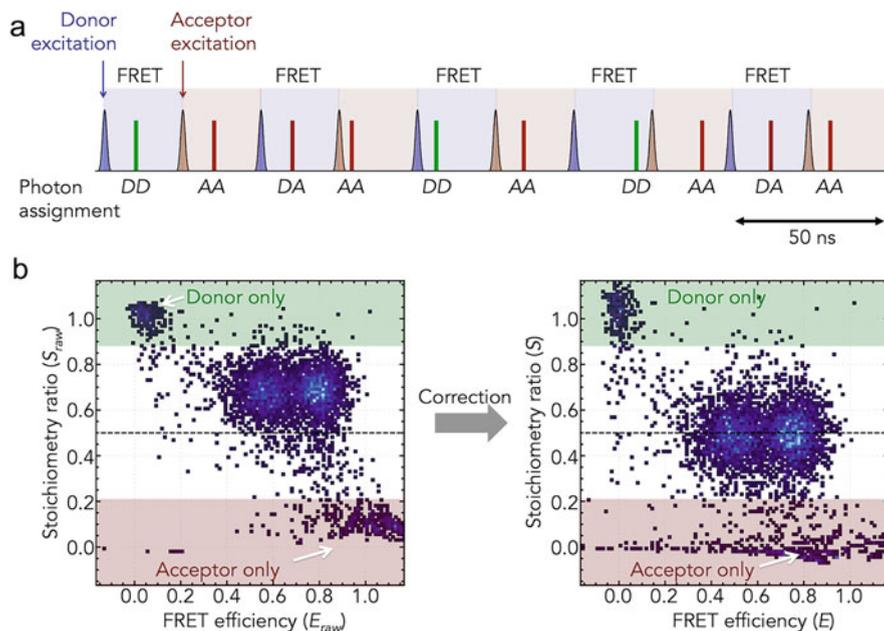 a
Donor
excitation
Acceptor
excitation
FRET FRET FRET FRET FRET
Photon
assignment
DD AA DA AA DD AA DD AA DA AA
50 ns
b
Donor only
Stoichiometry ratio (S_raw)
1.0
0.8
0.6
0.4
0.2
0.0
Acceptor only
0.0 0.2 0.4 0.6 0.8 1.0
FRET efficiency (E_raw)
Correction
Donor only
Stoichiometry ratio (S)
1.0
0.8
0.6
0.4
0.2
0.0
Acceptor only
0.0 0.2 0.4 0.6 0.8 1.0
FRET efficiency (E)